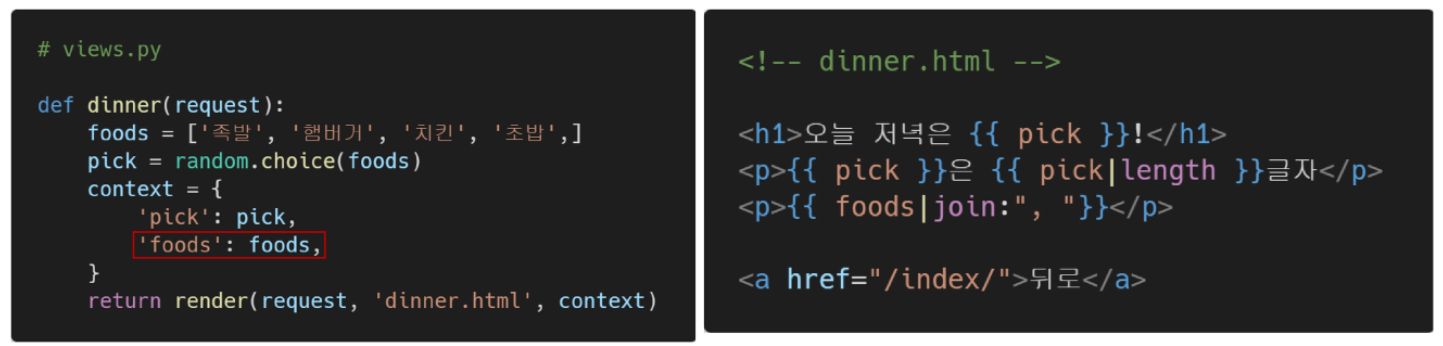 # views.py
def dinner(request):
    foods = ['족발', '햄버거', '치킨', '초밥',]
    pick = random.choice(foods)
    context = {
        'pick': pick,
        'foods': foods,
    }
    return render(request, 'dinner.html', context)
<!-- dinner.html -->
<h1>오늘 저녁은 {{ pick }}!</h1>
<p>{{ pick }}은 {{ pick|length }}글자</p>
<p>{{ foods|join:", "}}</p>
<a href="/index/">뒤로</a>